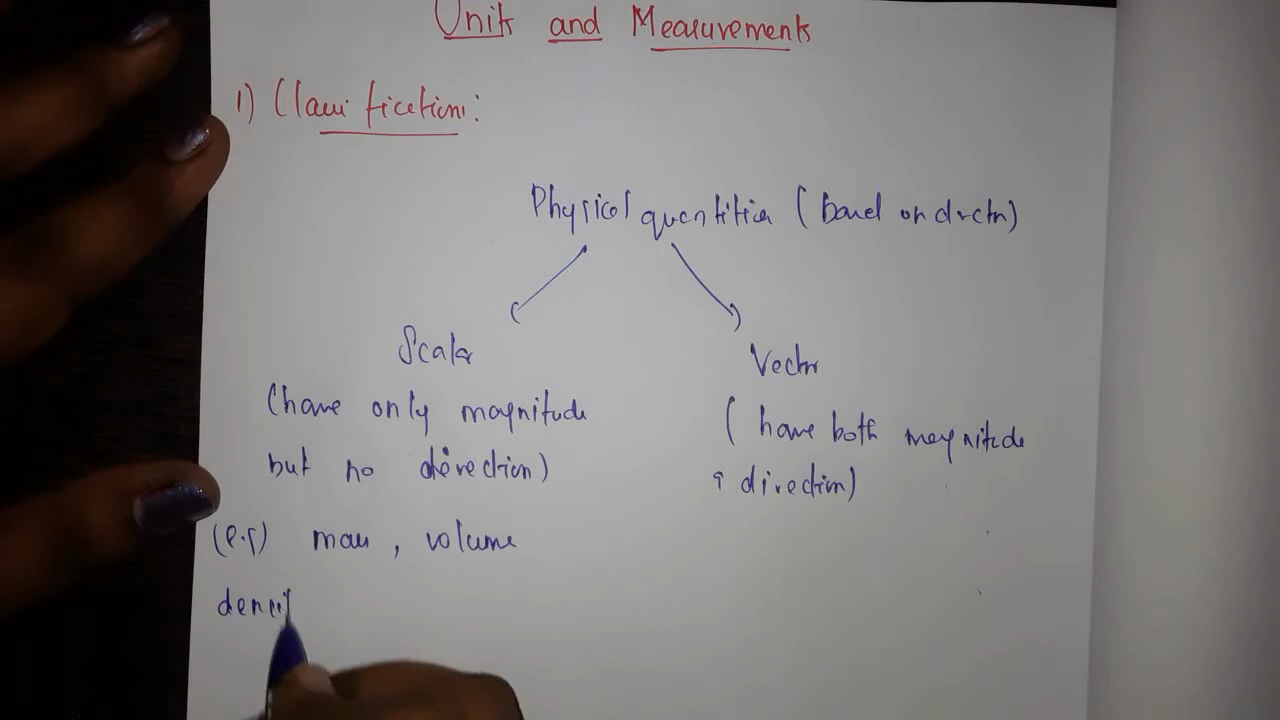 Units and Measurements
1) Classification:
Physical quantities (based on drctn)
Scalar
Vector
(have only magnitude
but no direction)
(have both magnitude
& direction)
(e.g) mass, volume
densit